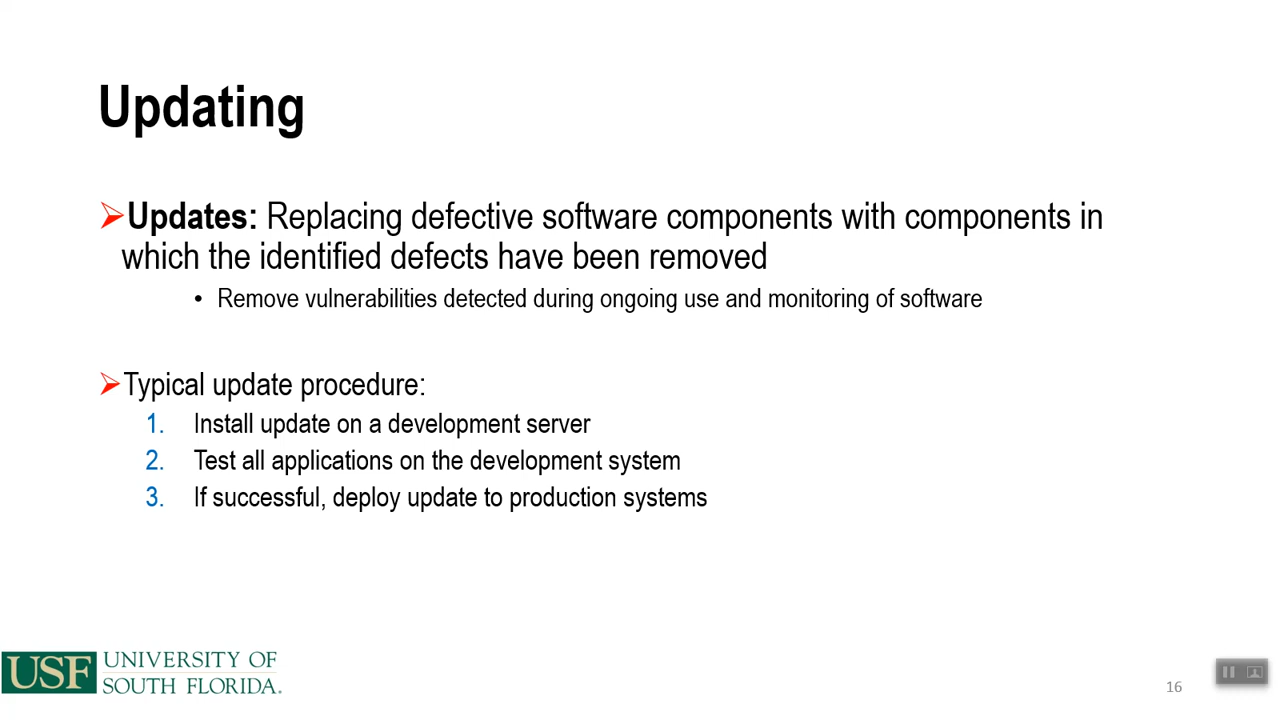 Updating
➢Updates: Replacing defective software components with components in
which the identified defects have been removed
• Remove vulnerabilities detected during ongoing use and monitoring of software
➢Typical update procedure:
1. Install update on a development server
2. Test all applications on the development system
3. If successful, deploy update to production systems
USF UNIVERSITY OF
SOUTH FLORIDA.
16